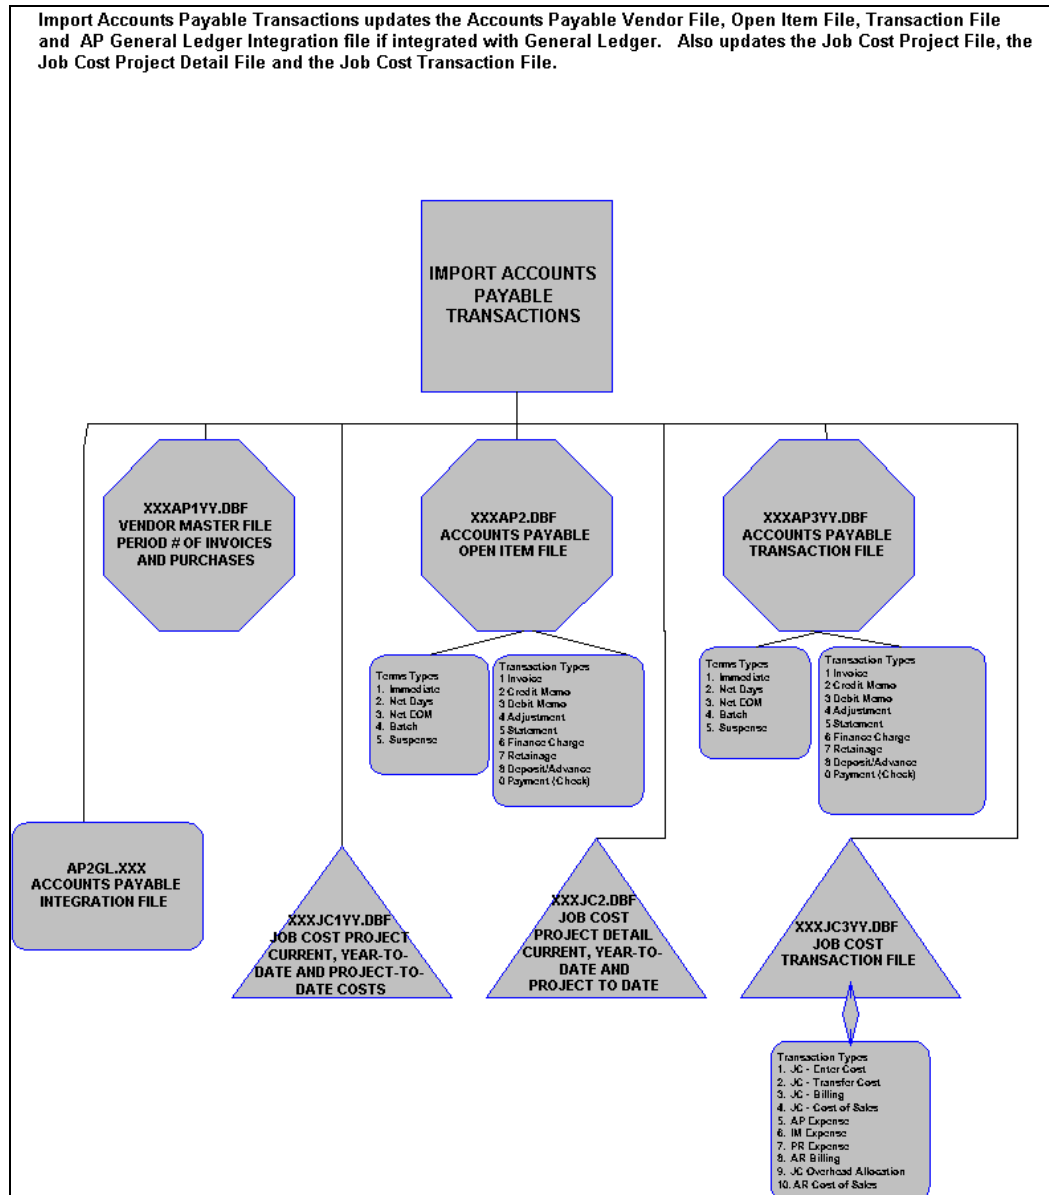 Import Accounts Payable Transactions updates the Accounts Payable Vendor File, Open Item File, Transaction File
and AP General Ledger Integration file if integrated with General Ledger. Also updates the Job Cost Project File, the
Job Cost Project Detail File and the Job Cost Transaction File.
IMPORT ACCOUNTS
PAYABLE
TRANSACTIONS
XXXAP1YY.DBF
VENDOR MASTER FILE
PERIOD # OF INVOICES
AND PURCHASES
XXXAP2.DBF
ACCOUNTS PAYABLE
OPEN ITEM FILE
XXXAP3YY.DBF
ACCOUNTS PAYABLE
TRANSACTION FILE
Terms Types
1. Immediate
2. Net Days
3. Net EOM
4. Batch
5. Suspense
Transaction Types
1 Invoice
2 Credit Memo
3 Debit Memo
4 Adjustment
5 Statement
6 Finance Charge
7 Retainage
8 Deposit/Advance
0 Payment (Check)
Terms Types
1. Immediate
2. Net Days
3. Net EOM
4. Batch
5. Suspense
Transaction Types
1 Invoice
2 Credit Memo
3 Debit Memo
4 Adjustment
5 Statement
6 Finance Charge
7 Retainage
8 Deposit/Advance
0 Payment (Check)
AP2GL.XXX
ACCOUNTS PAYABLE
INTEGRATION FILE
XXXJC1YY.DBF
JOB COST PROJECT
CURRENT, YEAR-TO-
DATE AND PROJECT-TO-
DATE COSTS
XXXJC2.DBF
JOB COST
PROJECT DETAIL
CURRENT, YEAR-TO-
DATE AND
PROJECT TO DATE
XXXJC3YY.DBF
JOB COST
TRANSACTION FILE
Transaction Types
1. JC - Enter Cost
2. JC - Transfer Cost
3. JC - Billing
4. JC - Cost of Sales
5. AP Expense
6. IM Expense
7. PR Expense
8. AR Billing
9. JC Overhead Allocation
10. AR Cost of Sales